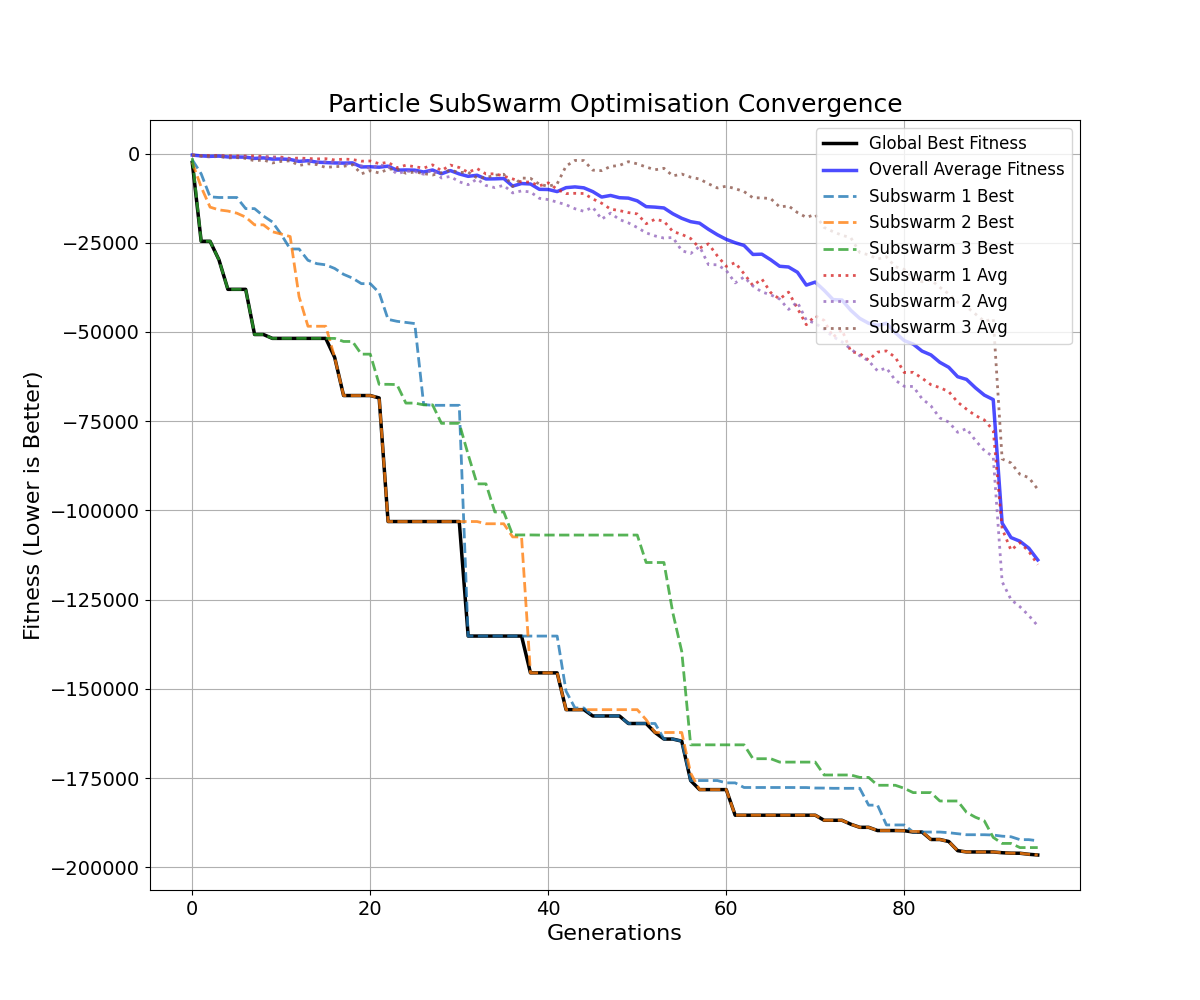 Particle SubSwarm Optimisation Convergence
Global Best Fitness
Overall Average Fitness
Subswarm 1 Best
Subswarm 2 Best
Subswarm 3 Best
Subswarm 1 Avg
Subswarm 2 Avg
Subswarm 3 Avg
Fitness (Lower is Better)
0
−25000
−50000
−75000
−100000
−125000
−150000
−175000
−200000
0 20 40 60 80
Generations